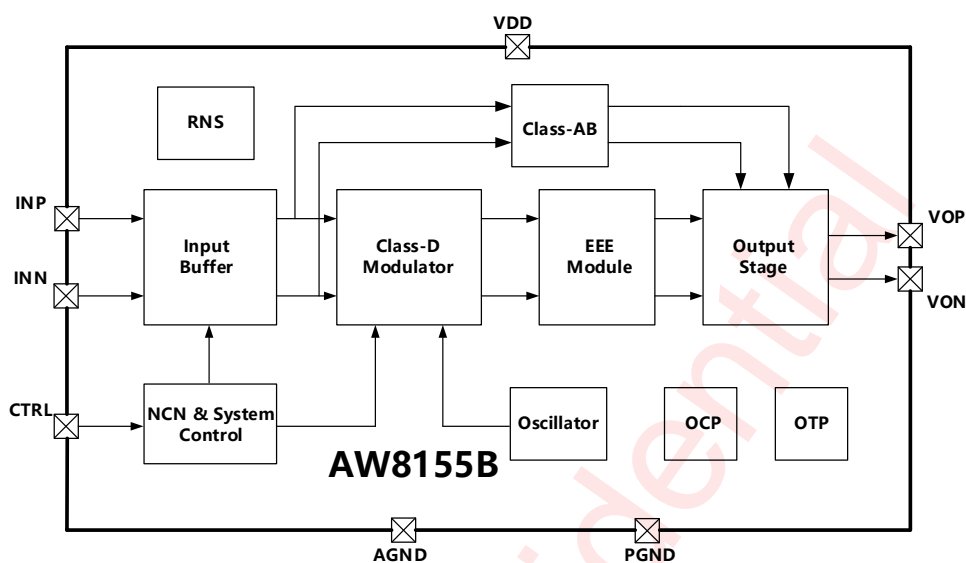 VDD
RNS
Class-AB
INP
INN
Input
Buffer
Class-D
Modulator
EEE
Module
Output
Stage
VOP
VON
CTRL
NCN & System
Control
Oscillator
OCP
OTP
AW8155B
AGND
PGND
idential